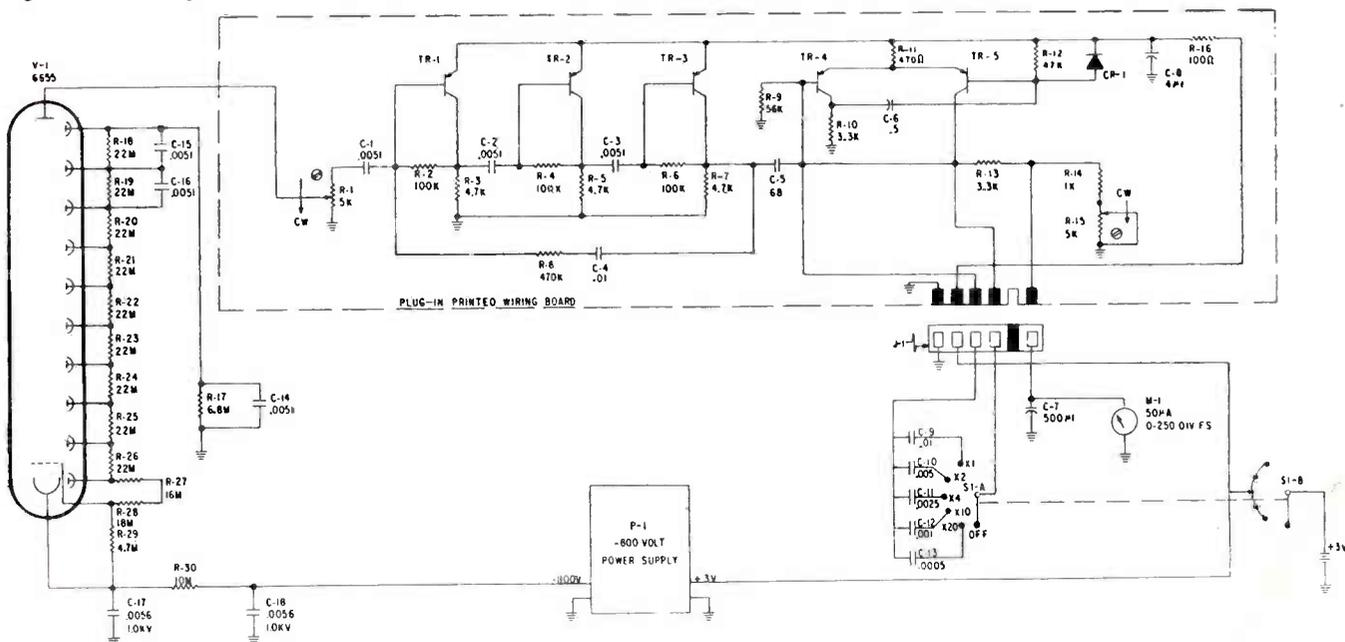 V-1
6655
TR-1
TR-2
TR-3
TR-4
R-11
470Ω
TR-5
R-12
47K
CR-1
C-8
R-16
100Ω
R-18
22M
C-15
.0051
R-19
22M
C-16
.0051
R-20
22M
R-21
22M
R-22
22M
R-23
22M
R-24
22M
R-25
22M
R-26
22M
R-27
16M
R-28
18M
R-29
4.7M
R-17
6.8M
C-14
.0051
R-30
10M
C-17
.0056
1.0KV
C-18
.0056
1.0KV
CW
R-1
5K
C-1
.0051
R-2
100K
R-3
4.7K
C-2
.0051
R-4
100K
R-5
4.7K
C-3
.0051
R-6
100K
R-7
4.7K
R-8
470K
C-4
.01
C-5
68
R-9
56K
R-10
3.3K
C-6
.5
R-13
3.3K
R-14
1K
CW
R-15
5K
PLUG-IN PRINTED WIRING BOARD
C-7
M-1
50µA
0-250 DIV FS
C-9
.01
C-10
.005
C-11
.0025
C-12
.001
C-13
.0005
X1
X2
X4
X10
X20
OFF
S1-A
S1-B
+3V
P-1
-800 VOLT
POWER SUPPLY
-800V
+3V